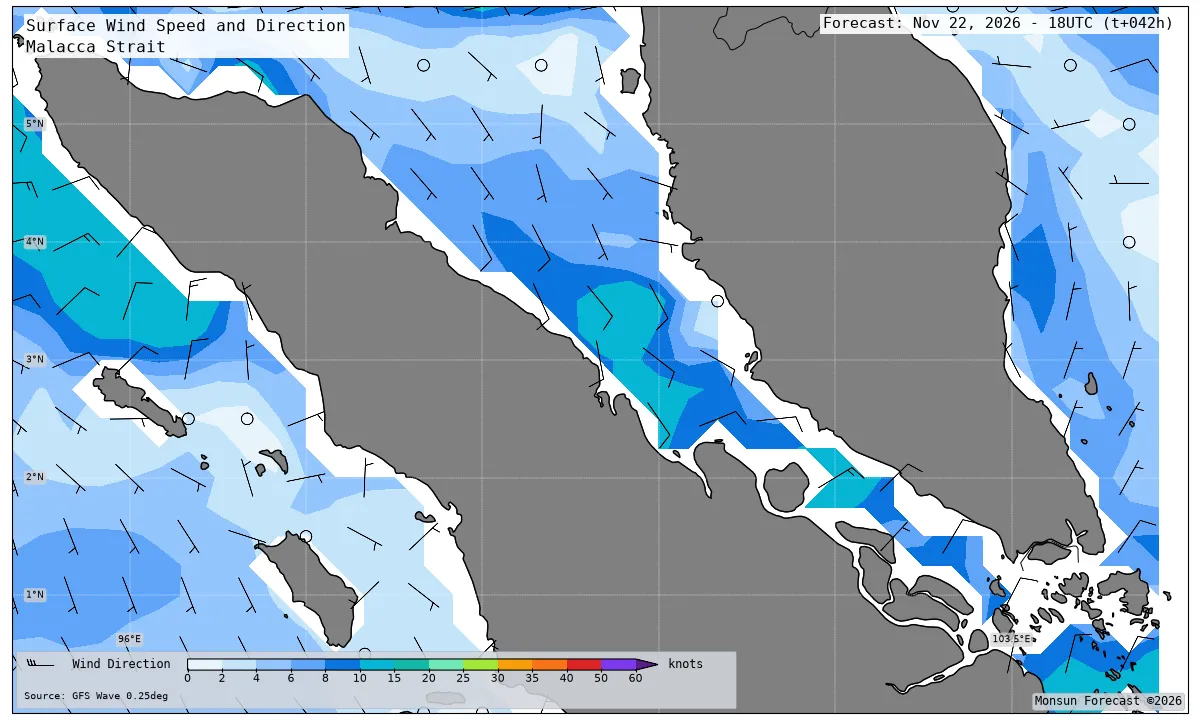 Surface Wind Speed and Direction
Malacca Strait
Forecast: Nov 22, 2026 - 18UTC (t+042h)
5°N
4°N
3°N
2°N
1°N
96°E
103.5°E
Wind Direction
knots
0 2 4 6 8 10 15 20 25 30 35 40 50 60
Source: GFS Wave 0.25deg
Monsun Forecast ©2026